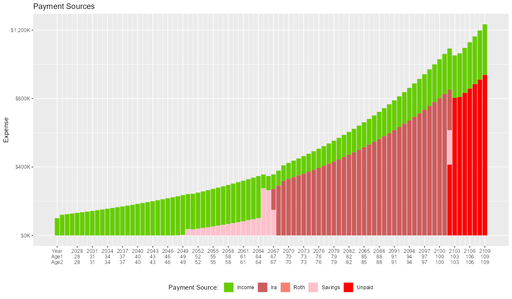 Payment Sources
$1,200K
$800K
$400K
$0K
Expense
Year 2028 2031 2034 2037 2040 2043 2046 2049 2052 2055 2058 2061 2064 2067 2070 2073 2076 2079 2082 2085 2088 2091 2094 2097 2100 2103 2106 2109
Age1 28 31 34 37 40 43 46 49 52 55 58 61 64 67 70 73 76 79 82 85 88 91 94 97 100 103 106 109
Age2 28 31 34 37 40 43 46 49 52 55 58 61 64 67 70 73 76 79 82 85 88 91 94 97 100 103 106 109
Payment Source: Income Ira Roth Savings Unpaid